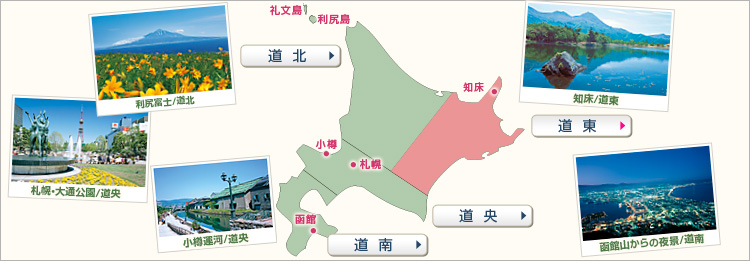 礼文島
利尻島
道北
利尻富士/道北
知床
知床/道東
道東
小樽
札幌
札幌・大通公園/道央
小樽運河/道央
函館
道央
道南
函館山からの夜景/道南